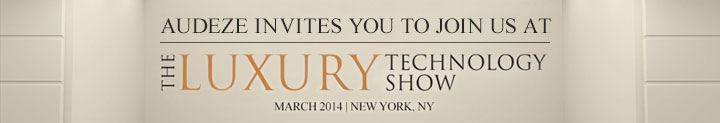 AUDEZE INVITES YOU TO JOIN US AT
THE LUXURY TECHNOLOGY SHOW
MARCH 2014 | NEW YORK, NY